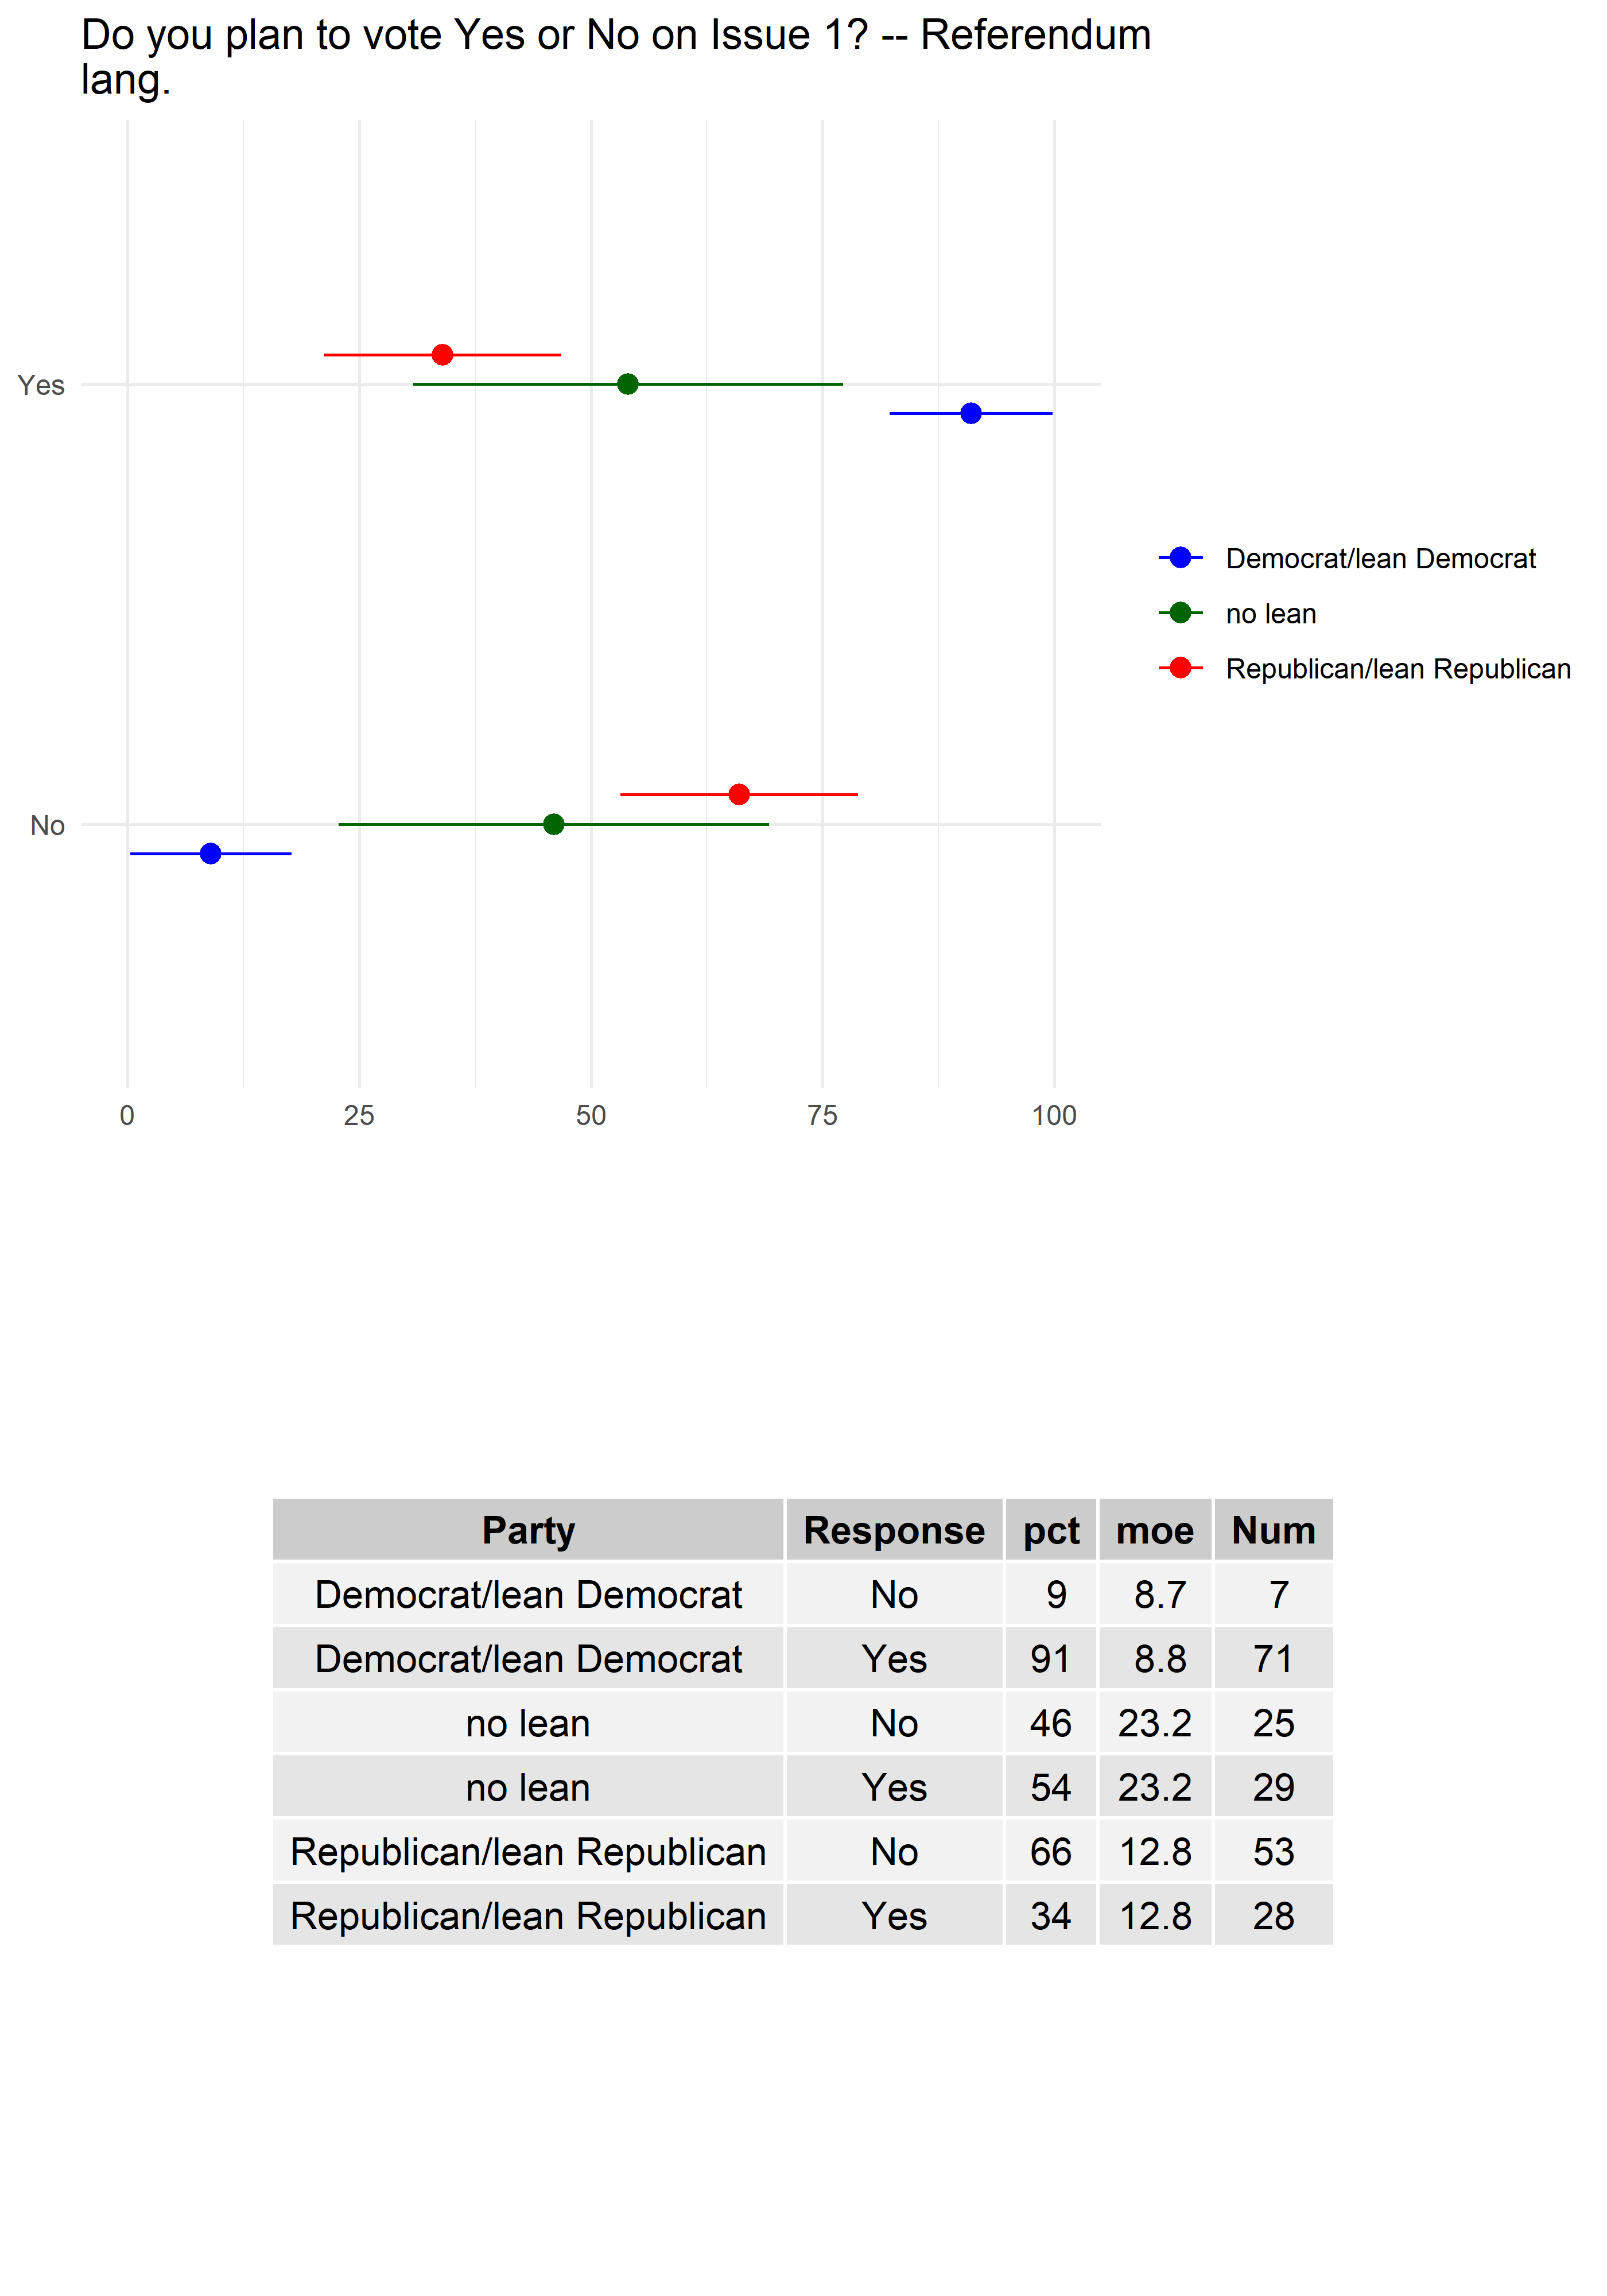 Do you plan to vote Yes or No on Issue 1? -- Referendum
lang.
Yes
No
0 25 50 75 100
Democrat/lean Democrat
no lean
Republican/lean Republican
Party Response pct moe Num
Democrat/lean Democrat No 9 8.7 7
Democrat/lean Democrat Yes 91 8.8 71
no lean No 46 23.2 25
no lean Yes 54 23.2 29
Republican/lean Republican No 66 12.8 53
Republican/lean Republican Yes 34 12.8 28